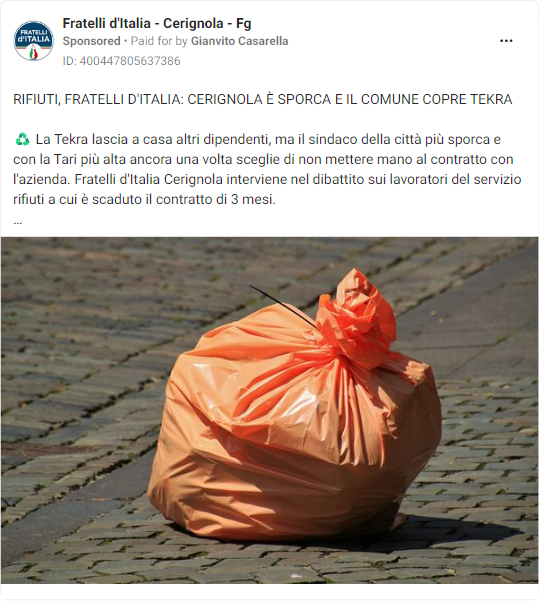 Fratelli d'Italia - Cerignola - Fg
Sponsored • Paid for by Gianvito Casarella
ID: 400447805637386
RIFIUTI, FRATELLI D'ITALIA: CERIGNOLA È SPORCA E IL COMUNE COPRE TEKRA
♻️ La Tekra lascia a casa altri dipendenti, ma il sindaco della città più sporca e
con la Tari più alta ancora una volta sceglie di non mettere mano al contratto con
l'azienda. Fratelli d'Italia Cerignola interviene nel dibattito sui lavoratori del servizio
rifiuti a cui è scaduto il contratto di 3 mesi.
...
FRATELLI
d'ITALIA